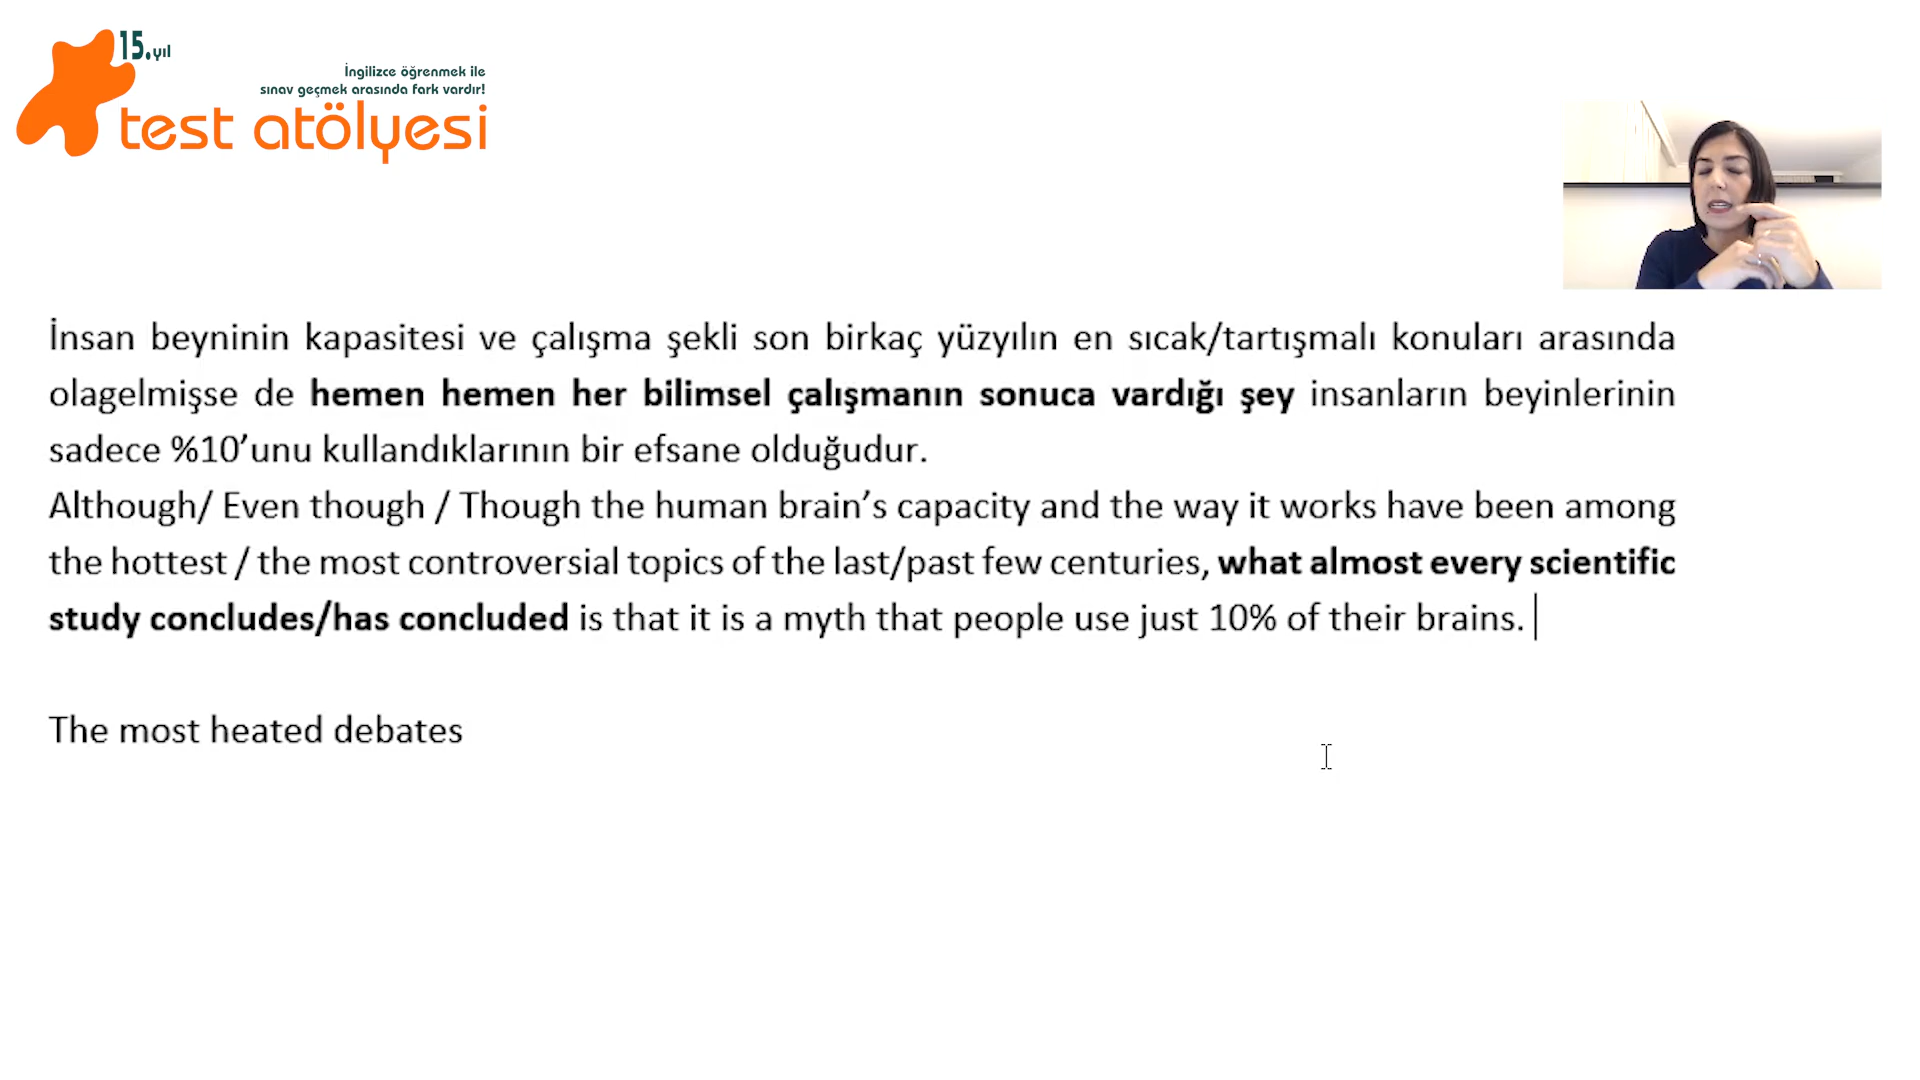 15.yıl
İngilizce öğrenmek ile
sınav geçmek arasında fark vardır!
test atölyesi
İnsan beyninin kapasitesi ve çalışma şekli son birkaç yüzyılın en sıcak/tartışmalı konuları arasında
olagelmişse de hemen hemen her bilimsel çalışmanın sonuca vardığı şey insanların beyinlerinin
sadece %10’unu kullandıklarının bir efsane olduğudur.
Although/ Even though / Though the human brain’s capacity and the way it works have been among
the hottest / the most controversial topics of the last/past few centuries, what almost every scientific
study concludes/has concluded is that it is a myth that people use just 10% of their brains.
The most heated debates